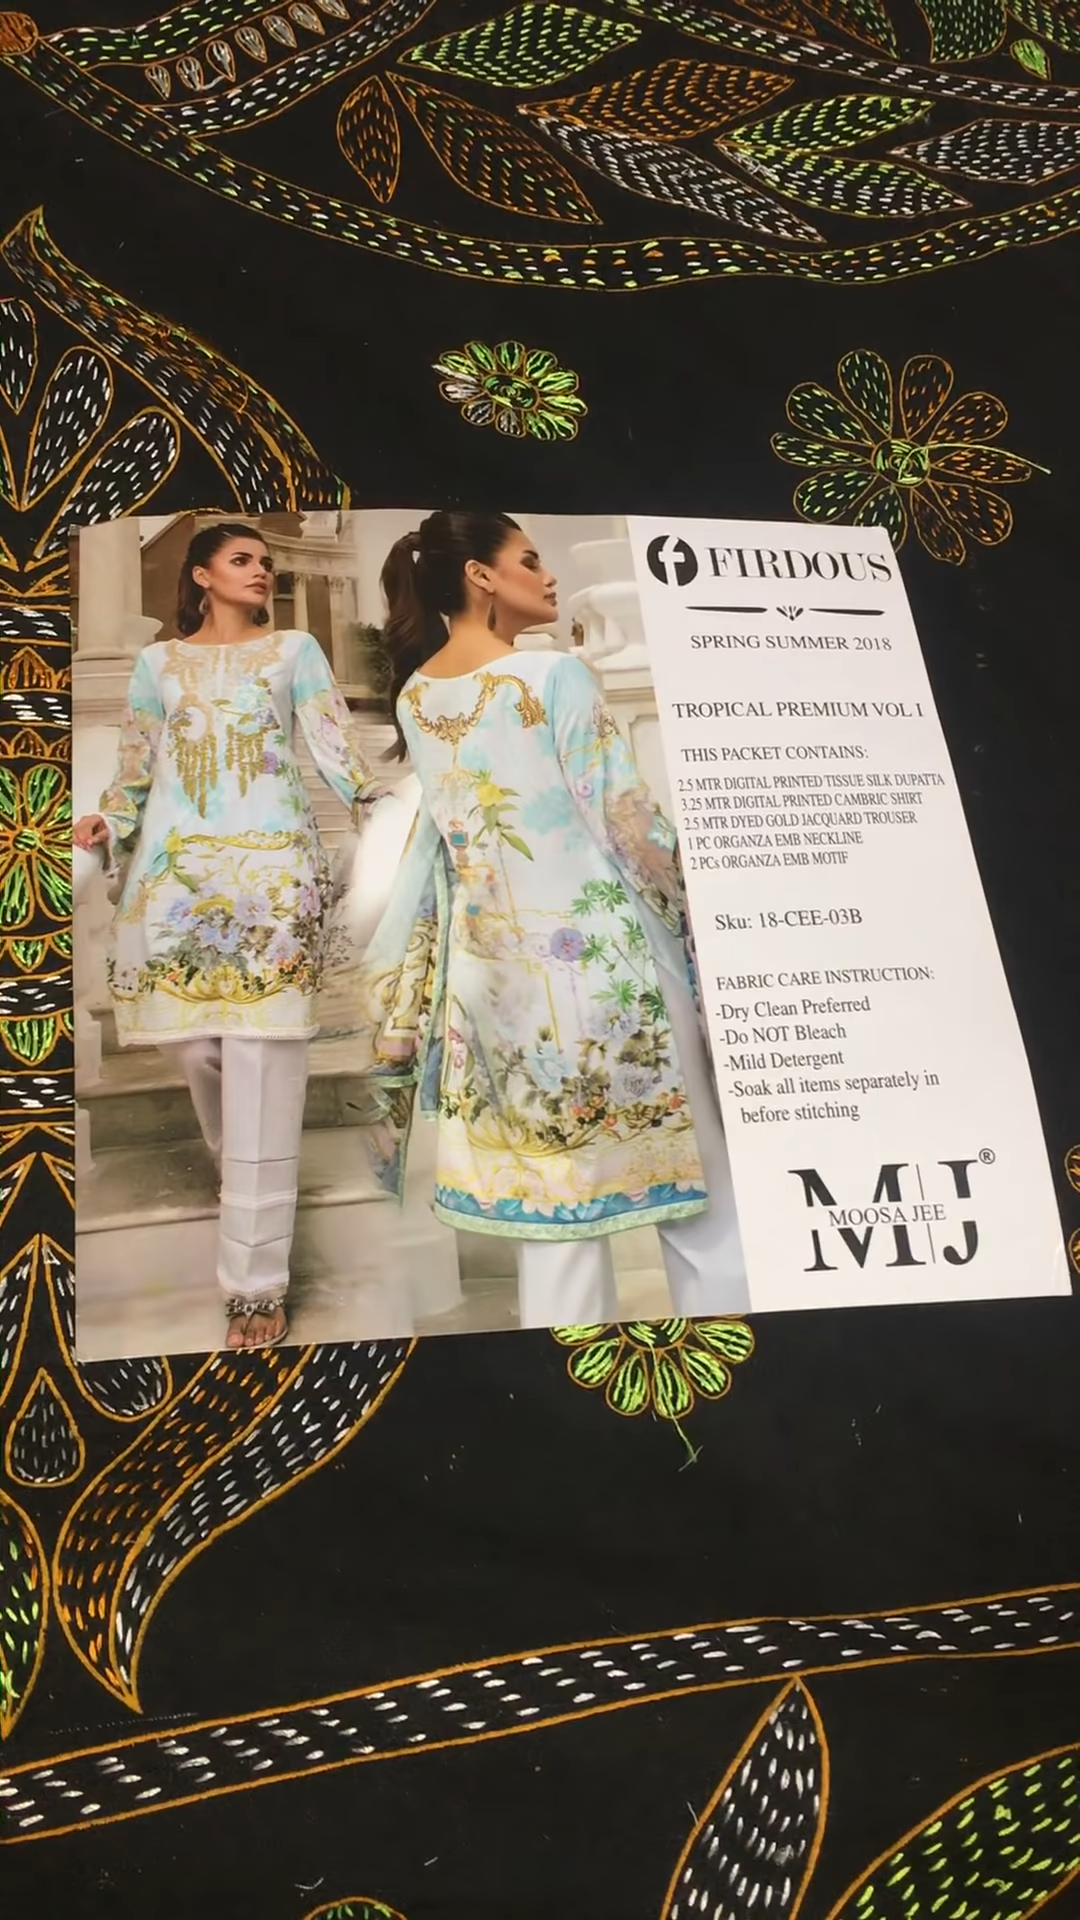 f FIRDOUS
SPRING SUMMER 2018
TROPICAL PREMIUM VOL I
THIS PACKET CONTAINS:
2.5 MTR DIGITAL PRINTED TISSUE SILK DUPATTA
3.25 MTR DIGITAL PRINTED CAMBRIC SHIRT
2.5 MTR DYED GOLD JACQUARD TROUSER
1 PC ORGANZA EMB NECKLINE
2 PCs ORGANZA EMB MOTIF
Sku: 18-CEE-03B
FABRIC CARE INSTRUCTION:
-Dry Clean Preferred
-Do NOT Bleach
-Mild Detergent
-Soak all items separately in
before stitching
MJ®
MOOSA JEE